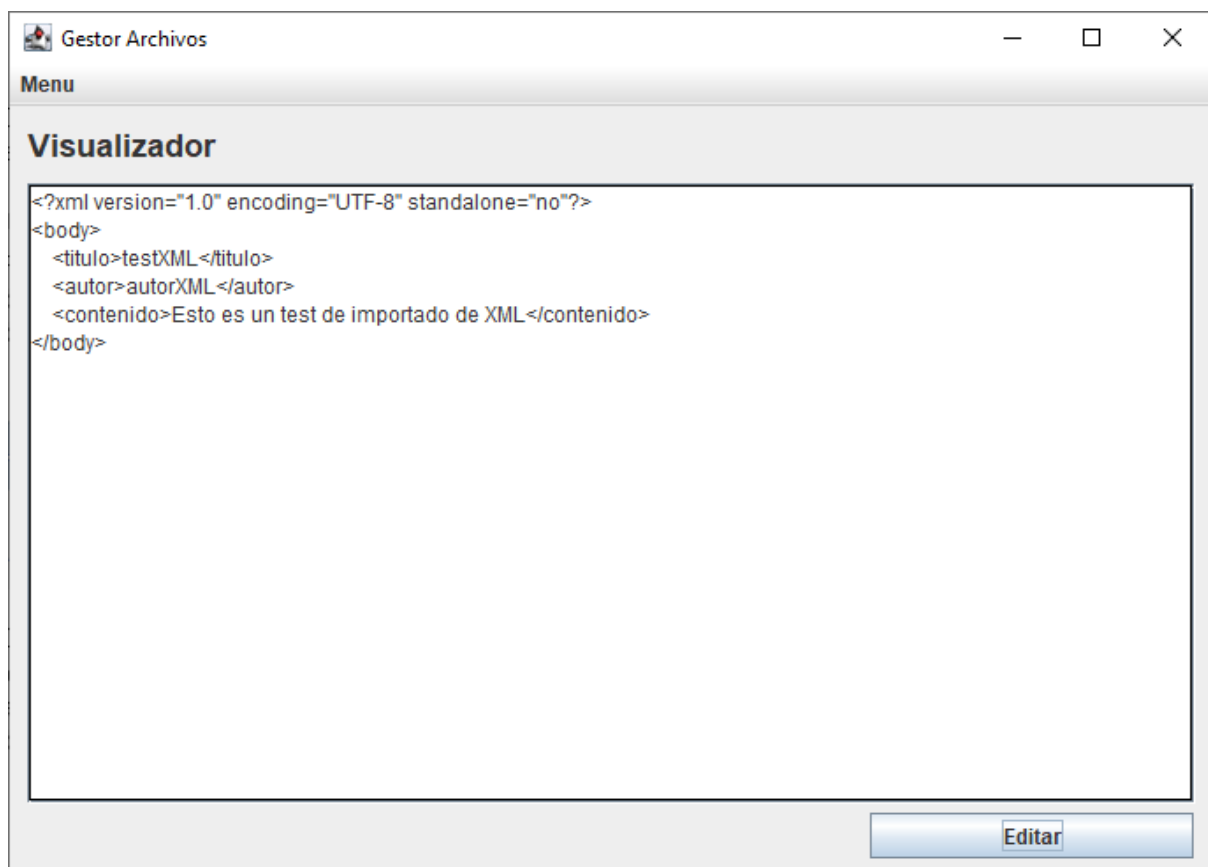 Gestor Archivos
Menu
Visualizador
<?xml version="1.0" encoding="UTF-8" standalone="no"?>
<body>
    <titulo>testXML</titulo>
    <autor>autorXML</autor>
    <contenido>Esto es un test de importado de XML</contenido>
</body>
Editar